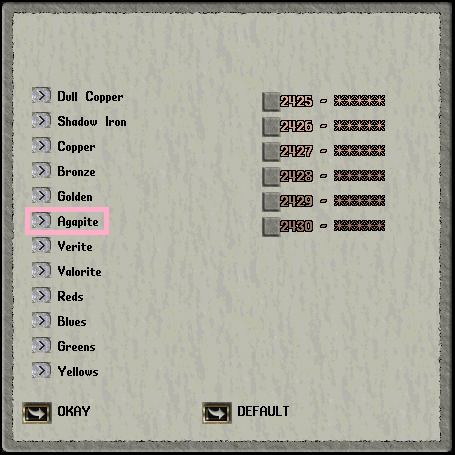 Dull Copper
Shadow Iron
Copper
Bronze
Golden
Agapite
Verite
Valorite
Reds
Blues
Greens
Yellows
2425 - ******
2426 - ******
2427 - ******
2428 - ******
2429 - ******
2430 - ******
OKAY
DEFAULT